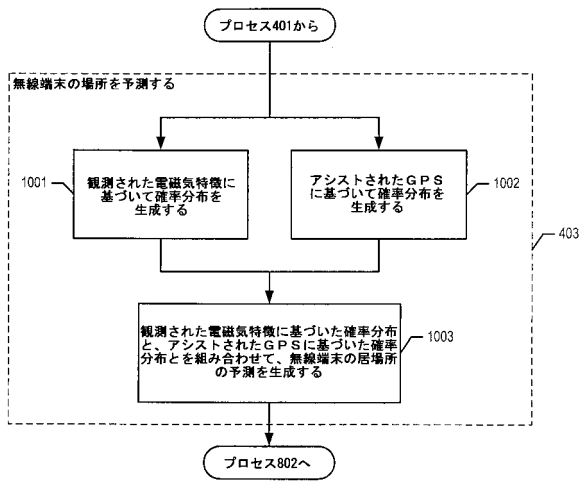 プロセス401から
無線端末の場所を予測する
1001
観測された電磁気特徴に
基づいて確率分布を
生成する
アシストされたGPS
に基づいて確率分布を
生成する
1002
403
観測された電磁気特徴に基づいた確率分布
と、アシストされたGPSに基づいた確率
分布とを組み合わせて、無線端末の居場所
の予測を生成する
1003
プロセス802へ